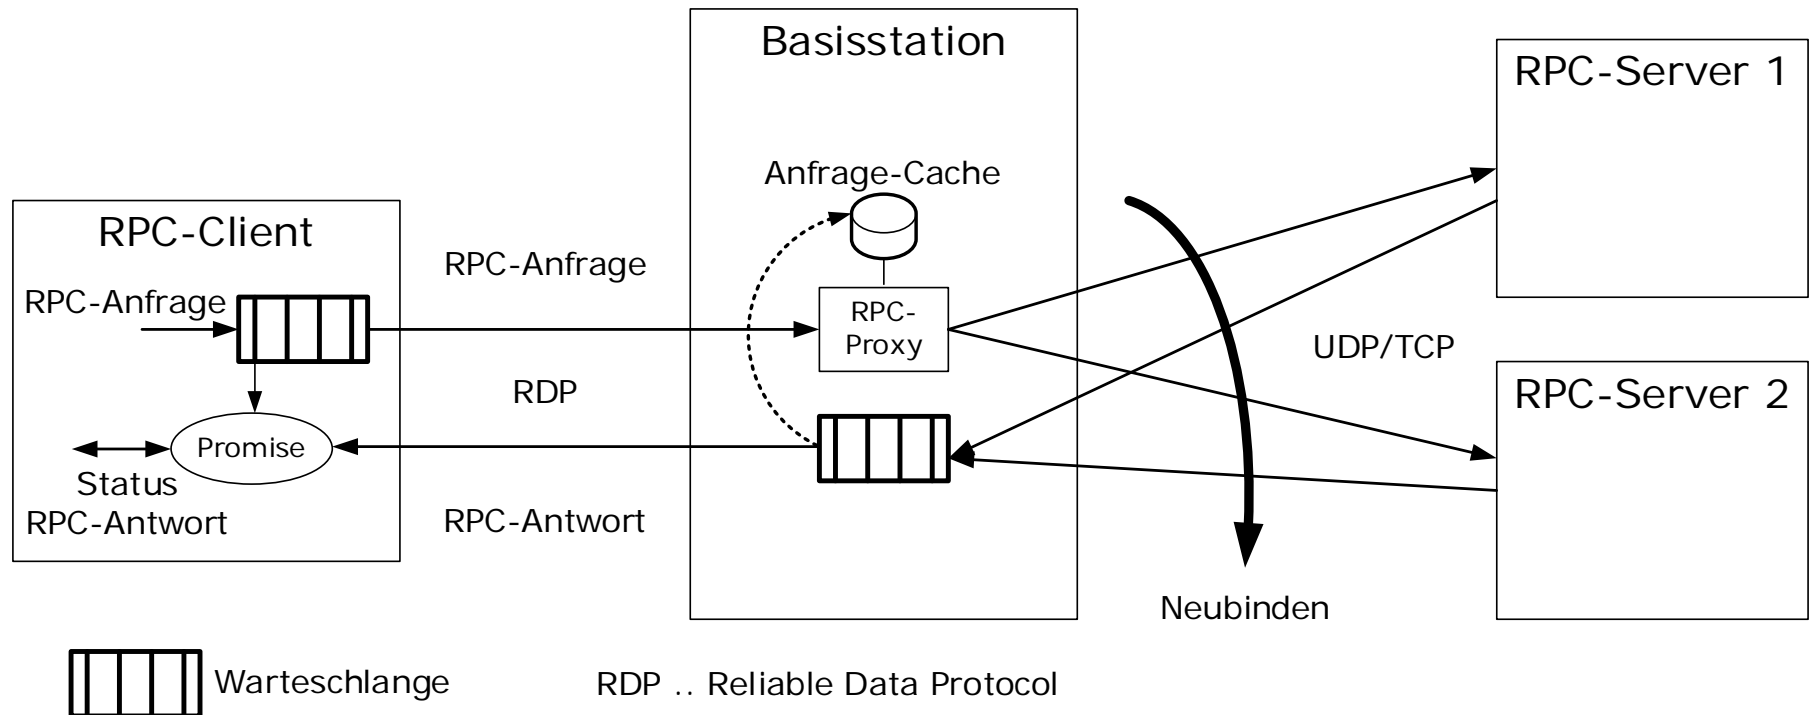 Basisstation
RPC-Server 1
Anfrage-Cache
RPC-Client
RPC-Anfrage
RPC-Anfrage
RPC-
Proxy
UDP/TCP
RDP
RPC-Server 2
Promise
Status
RPC-Antwort
RPC-Antwort
Neubinden
Warteschlange
RDP .. Reliable Data Protocol